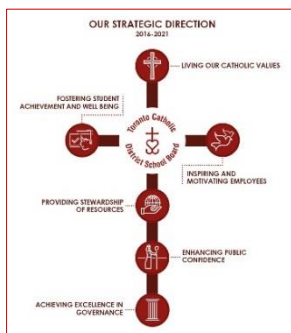 OUR STRATEGIC DIRECTION
2016-2021
LIVING OUR CATHOLIC VALUES
FOSTERING STUDENT
ACHIEVEMENT AND WELL BEING
Toronto Catholic
District School Board
INSPIRING AND
MOTIVATING EMPLOYEES
PROVIDING STEWARDSHIP
OF RESOURCES
ENHANCING PUBLIC
CONFIDENCE
ACHIEVING EXCELLENCE IN
GOVERNANCE